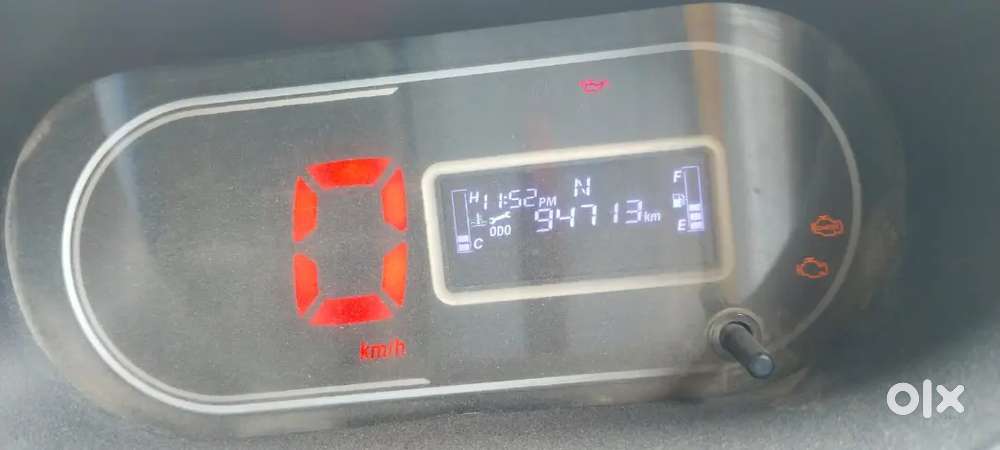 0
km/h
H 11:52 PM N F
ODO 94713 km
C E
OLX